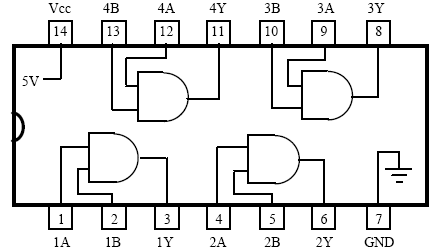 Vcc 4B 4A 4Y 3B 3A 3Y
14 13 12 11 10 9 8
5V
1 2 3 4 5 6 7
1A 1B 1Y 2A 2B 2Y GND